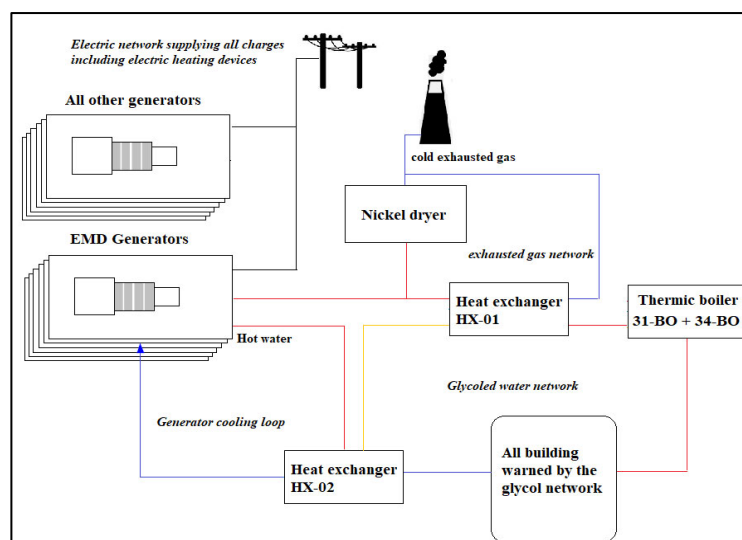 Electric network supplying all charges
including electric heating devices
All other generators
cold exhausted gas
Nickel dryer
EMD Generators
exhausted gas network
Heat exchanger
HX-01
Thermic boiler
31-BO + 34-BO
Hot water
Glycoled water network
Generator cooling loop
Heat exchanger
HX-02
All building
warned by the
glycol network